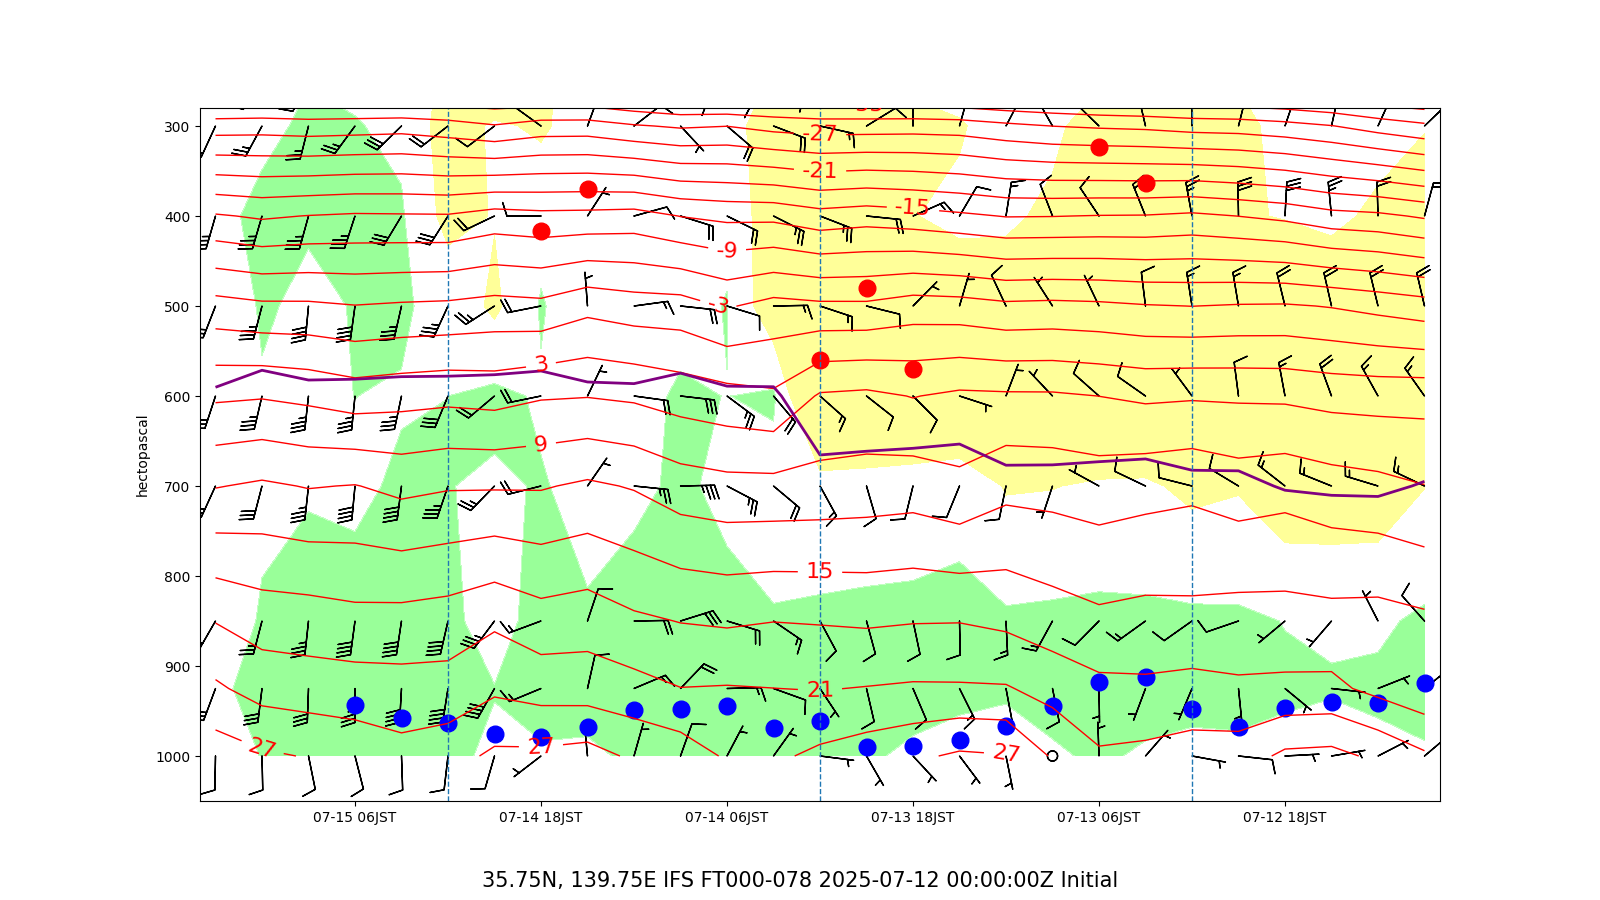 300
400
500
600
700
800
900
1000
hectopascal
-27
-21
-15
-9
-3
3
9
15
21
27
27
27
07-15 06JST
07-14 18JST
07-14 06JST
07-13 18JST
07-13 06JST
07-12 18JST
35.75N, 139.75E IFS FT000-078 2025-07-12 00:00:00Z Initial